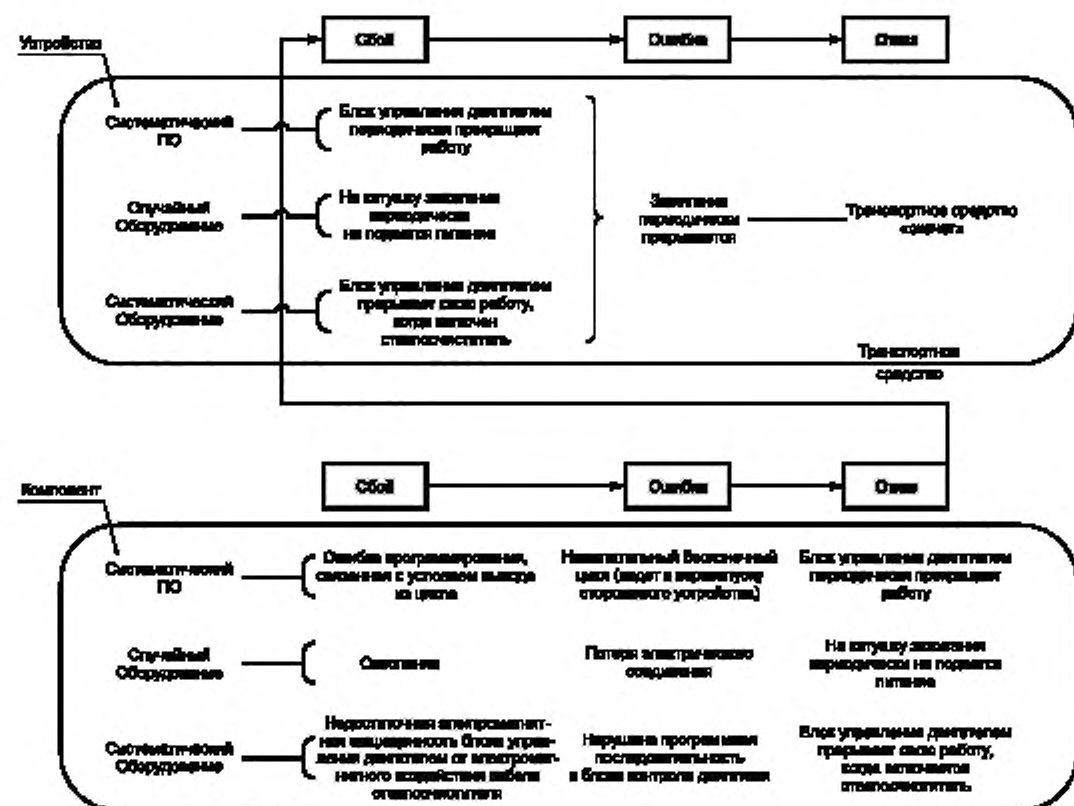 Сбой
Ошибка
Отказ
Устройство
Систематический
ПО
Блок управления двигателем
периодически прекращает
работу
Случайный
Оборудование
На катушку зажигания
периодически
не подается питание
Зажигание
периодически
прерывается
Транспортное средство
Систематический
Оборудование
Блок управления двигателем
прерывает свою работу,
когда включен
стеклоочиститель
Транспортное
средство
Сбой
Ошибка
Отказ
Компонент
Систематический
ПО
Ошибка программирования,
связанная с условием выхода
из цикла
Нежелательный бесконечный
цикл (ведет к перезапуску
сторожевого устройства)
Блок управления двигателем
периодически прекращает
работу
Случайный
Оборудование
Окисление
Потеря электрического
соединения
На катушку зажигания
периодически не подается
питание
Систематический
Оборудование
Недостаточная электромагнит-
ная защищенность блока управ-
ления двигателем от электромаг-
нитного воздействия кабеля
стеклоочистителя
Нарушена программная
последовательность
в блоке контроля двигателя
Блок управления двигателем
прерывает свою работу,
когда включается
стеклоочиститель